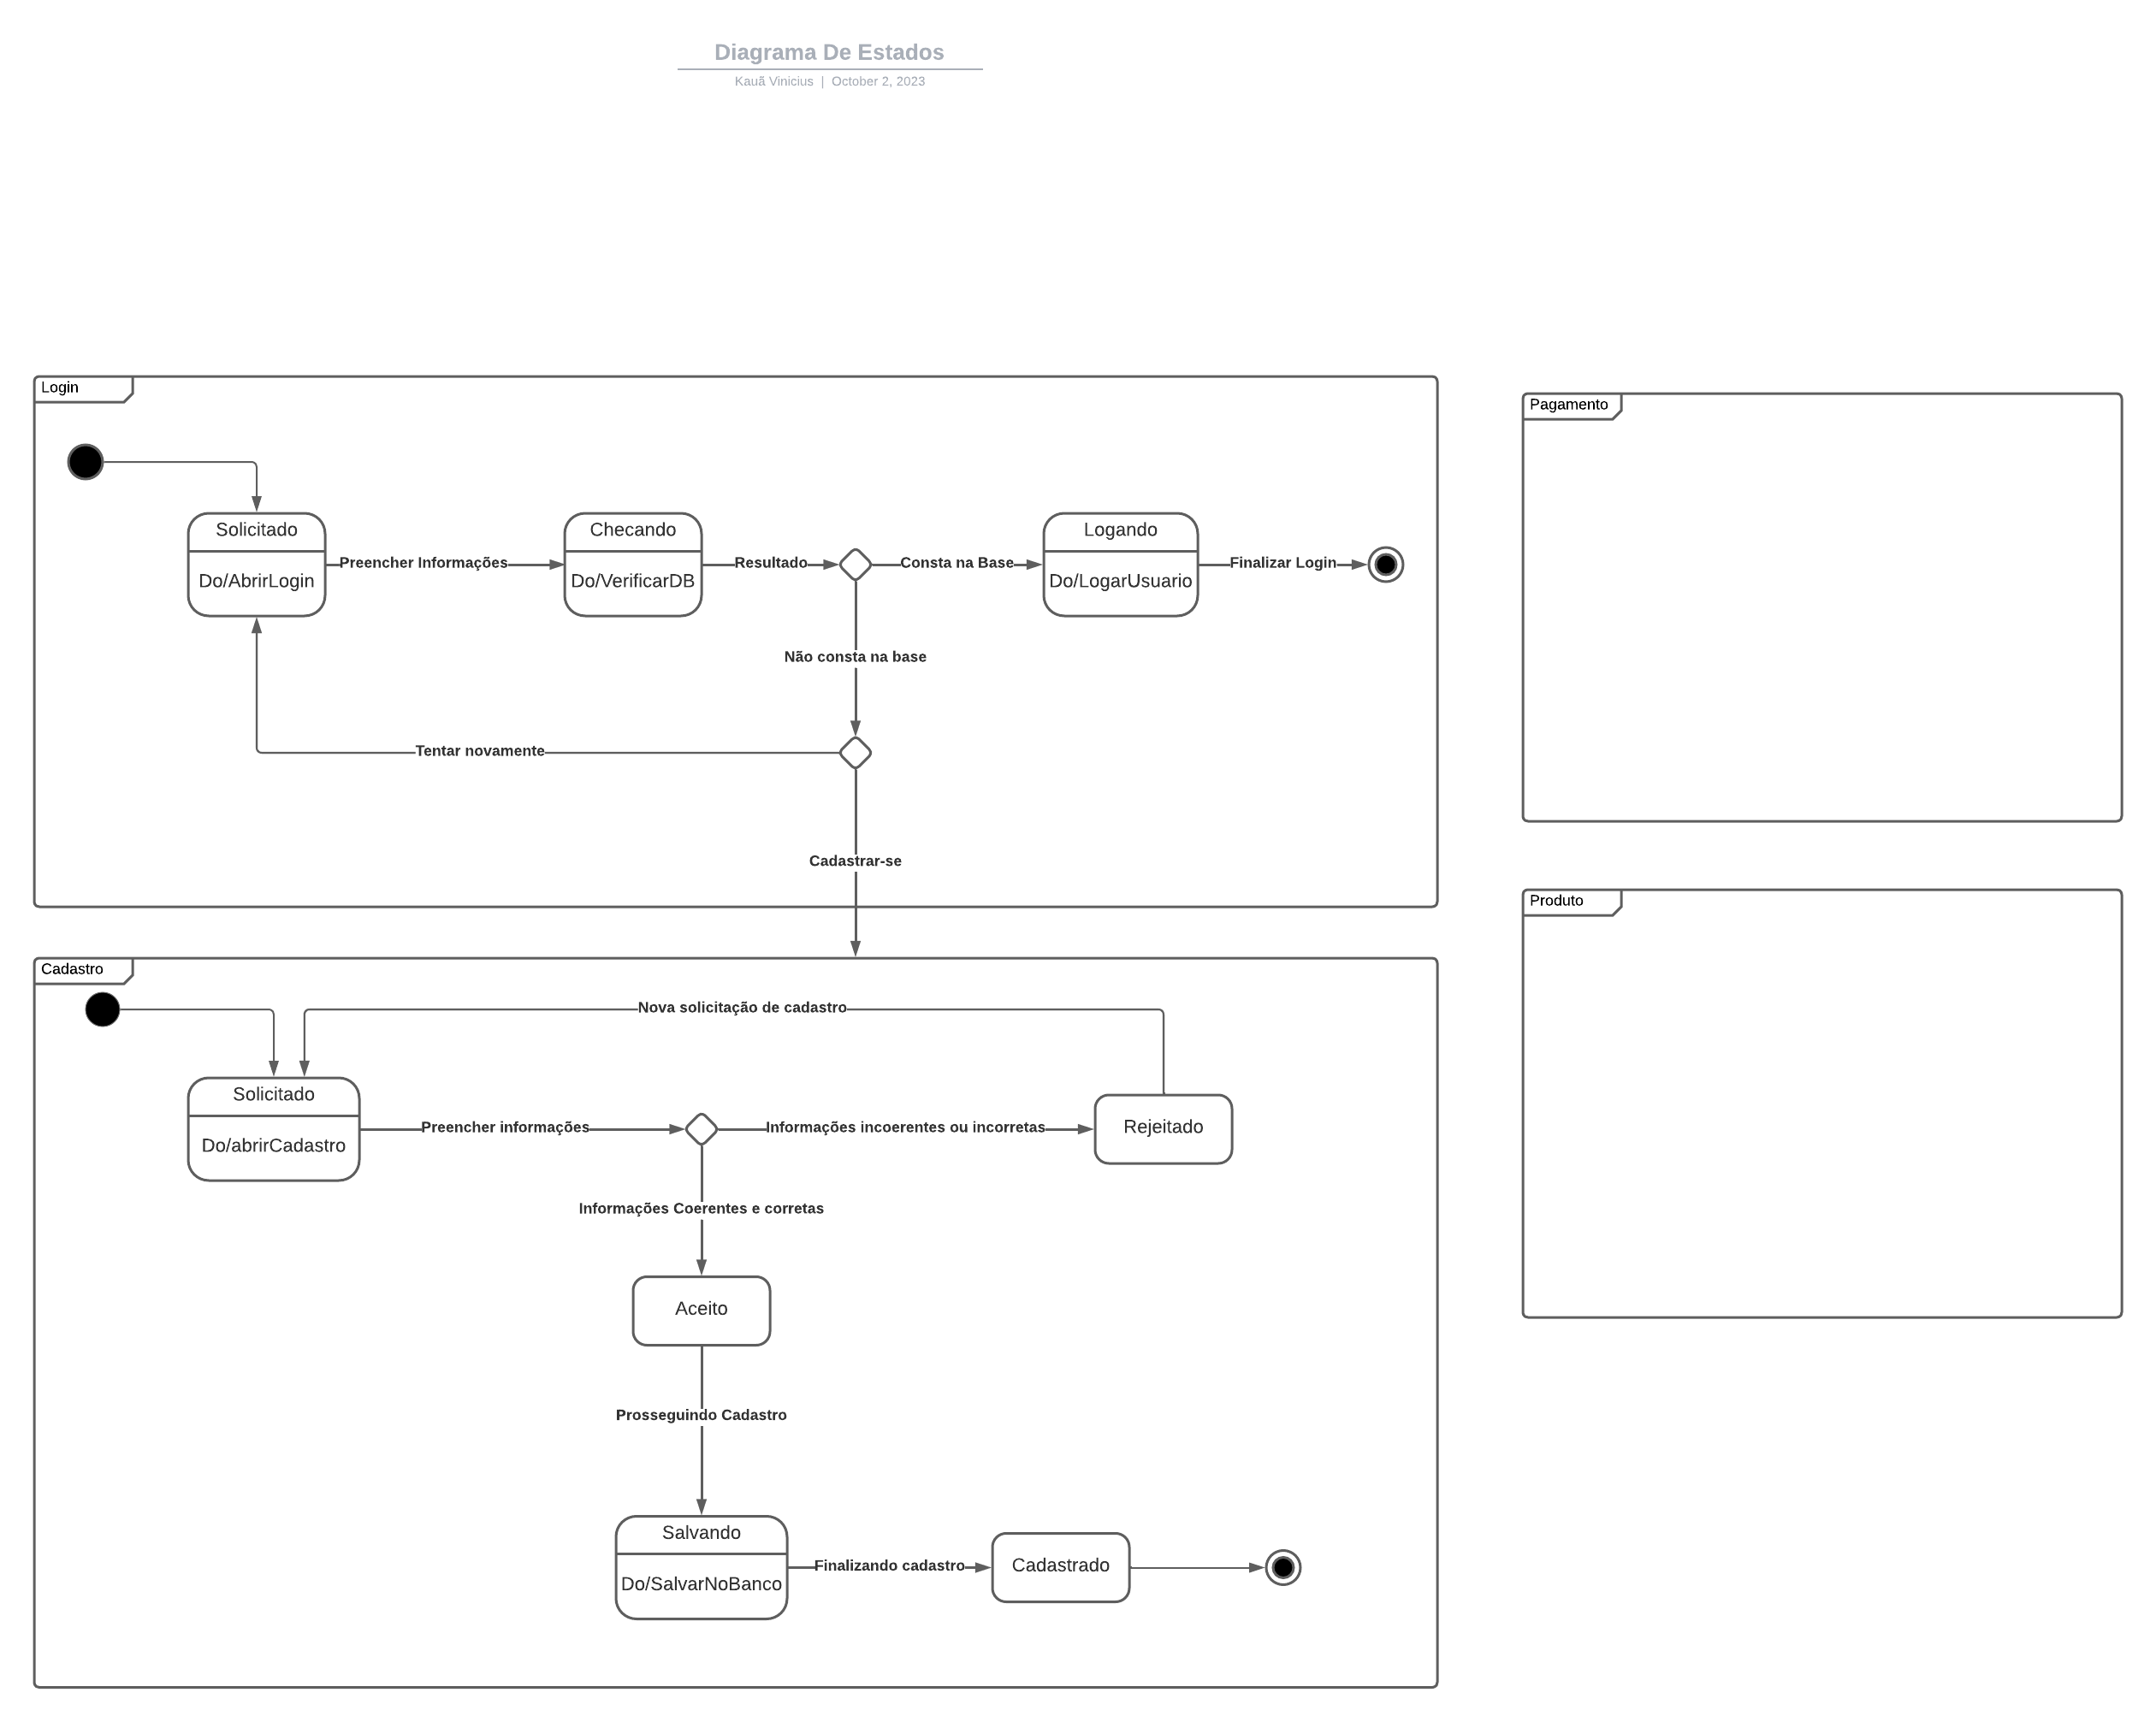 Diagrama De Estados
Kauã Vinicius | October 2, 2023
Login
Solicitado
Do/AbrirLogin
Preencher Informações
Checando
Do/VerificarDB
Resultado
Consta na Base
Logando
Do/LogarUsuario
Finalizar Login
Não consta na base
Tentar novamente
Cadastrar-se
Pagamento
Produto
Cadastro
Nova solicitação de cadastro
Solicitado
Do/abrirCadastro
Preencher informações
Informações incoerentes ou incorretas
Rejeitado
Informações Coerentes e corretas
Aceito
Prosseguindo Cadastro
Salvando
Do/SalvarNoBanco
Finalizando cadastro
Cadastrado